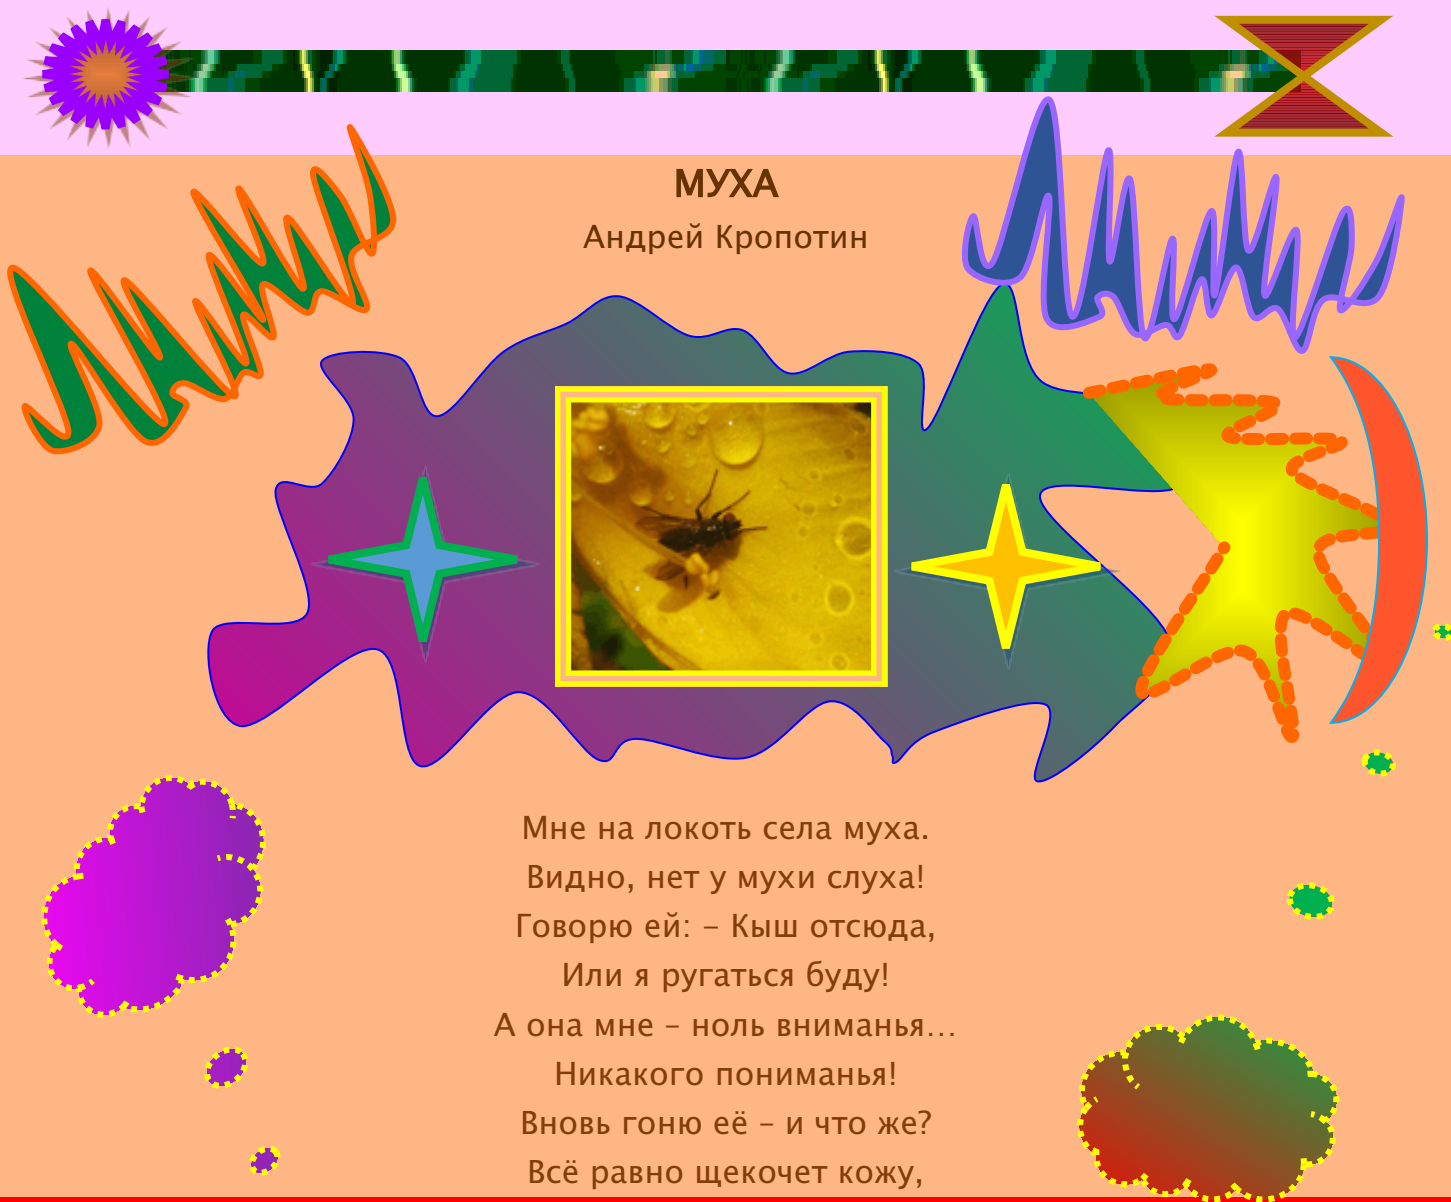 МУХА
Андрей Кропотин
Мне на локоть села муха.
Видно, нет у мухи слуха!
Говорю ей: – Кыш отсюда,
Или я ругаться буду!
А она мне – ноль вниманья…
Никакого пониманья!
Вновь гоню её – и что же?
Всё равно щекочет кожу,